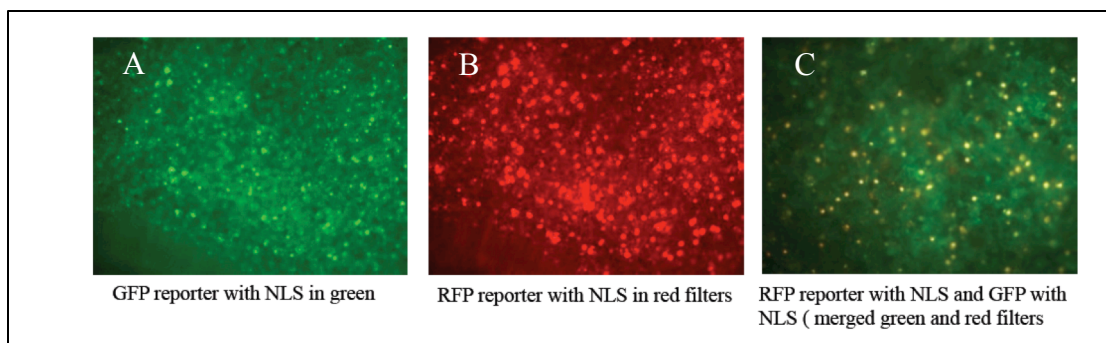 A
B
C
GFP reporter with NLS in green
RFP reporter with NLS in red filters
RFP reporter with NLS and GFP with
NLS ( merged green and red filters